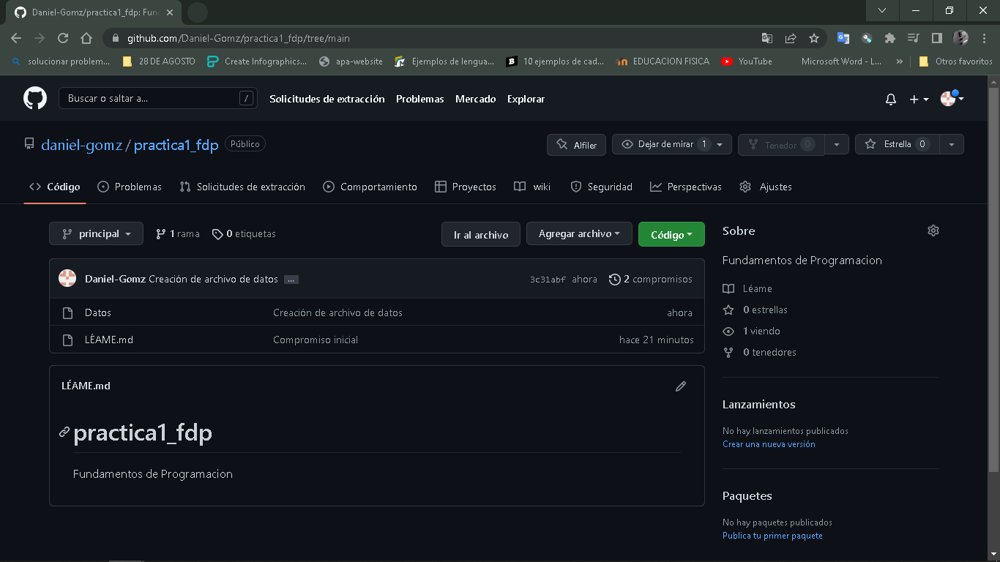 Daniel-Gomz/practica1_fdp: Fun
github.com/Daniel-Gomz/practica1_fdp/tree/main
solucionar problem... 28 DE AGOSTO Create Infographics... apa-website Ejemplos de lengua... 10 ejemplos de cad... EDUCACION FISICA YouTube Microsoft Word - L... » Otros favoritos
Buscar o saltar a... / Solicitudes de extracción Problemas Mercado Explorar
daniel-gomz / practica1_fdp Público Alfiler Dejar de mirar 1 Tenedor 0 Estrella 0
Código Problemas Solicitudes de extracción Comportamiento Proyectos wiki Seguridad Perspectivas Ajustes
principal 1 rama 0 etiquetas Ir al archivo Agregar archivo Código
Daniel-Gomz Creación de archivo de datos ... 3c31abf ahora 2 compromisos
Datos Creación de archivo de datos ahora
LÉAME.md Compromiso inicial hace 21 minutos
LÉAME.md
practica1_fdp
Fundamentos de Programacion
Sobre
Fundamentos de Programacion
Léame
0 estrellas
1 viendo
0 tenedores
Lanzamientos
No hay lanzamientos publicados
Crear una nueva versión
Paquetes
No hay paquetes publicados
Publica tu primer paquete